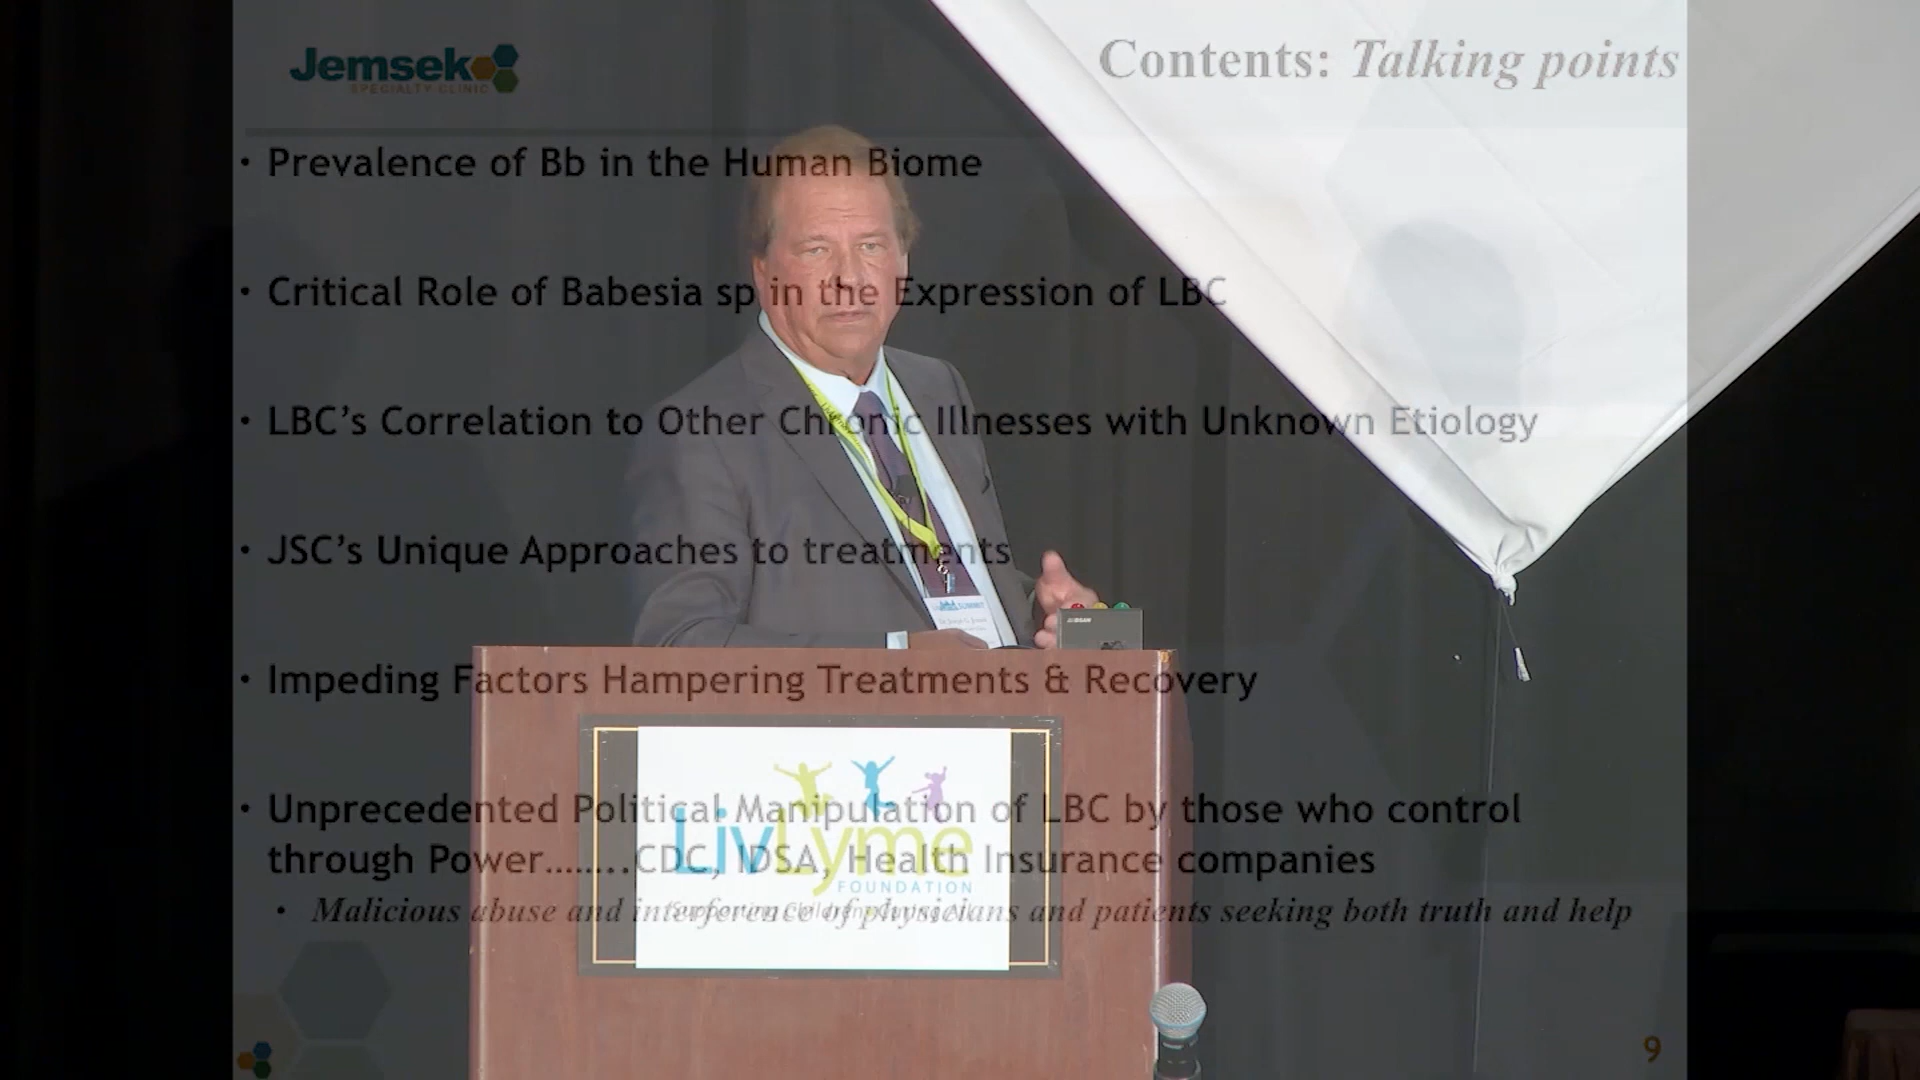 Jemsek
SPECIALTY CLINIC
Contents: Talking points
• Prevalence of Bb in the Human Biome
• Critical Role of Babesia sp in the Expression of LBC
• LBC’s Correlation to Other Chronic Illnesses with Unknown Etiology
• JSC’s Unique Approaches to treatments
• Impeding Factors Hampering Treatments & Recovery
• Unprecedented Political Manipulation of LBC by those who control
through Power……..CDC, IDSA, Health Insurance companies
• Malicious abuse and interference of physicians and patients seeking both truth and help
9
SUMMIT
LivLyme
FOUNDATION
Supporting Children